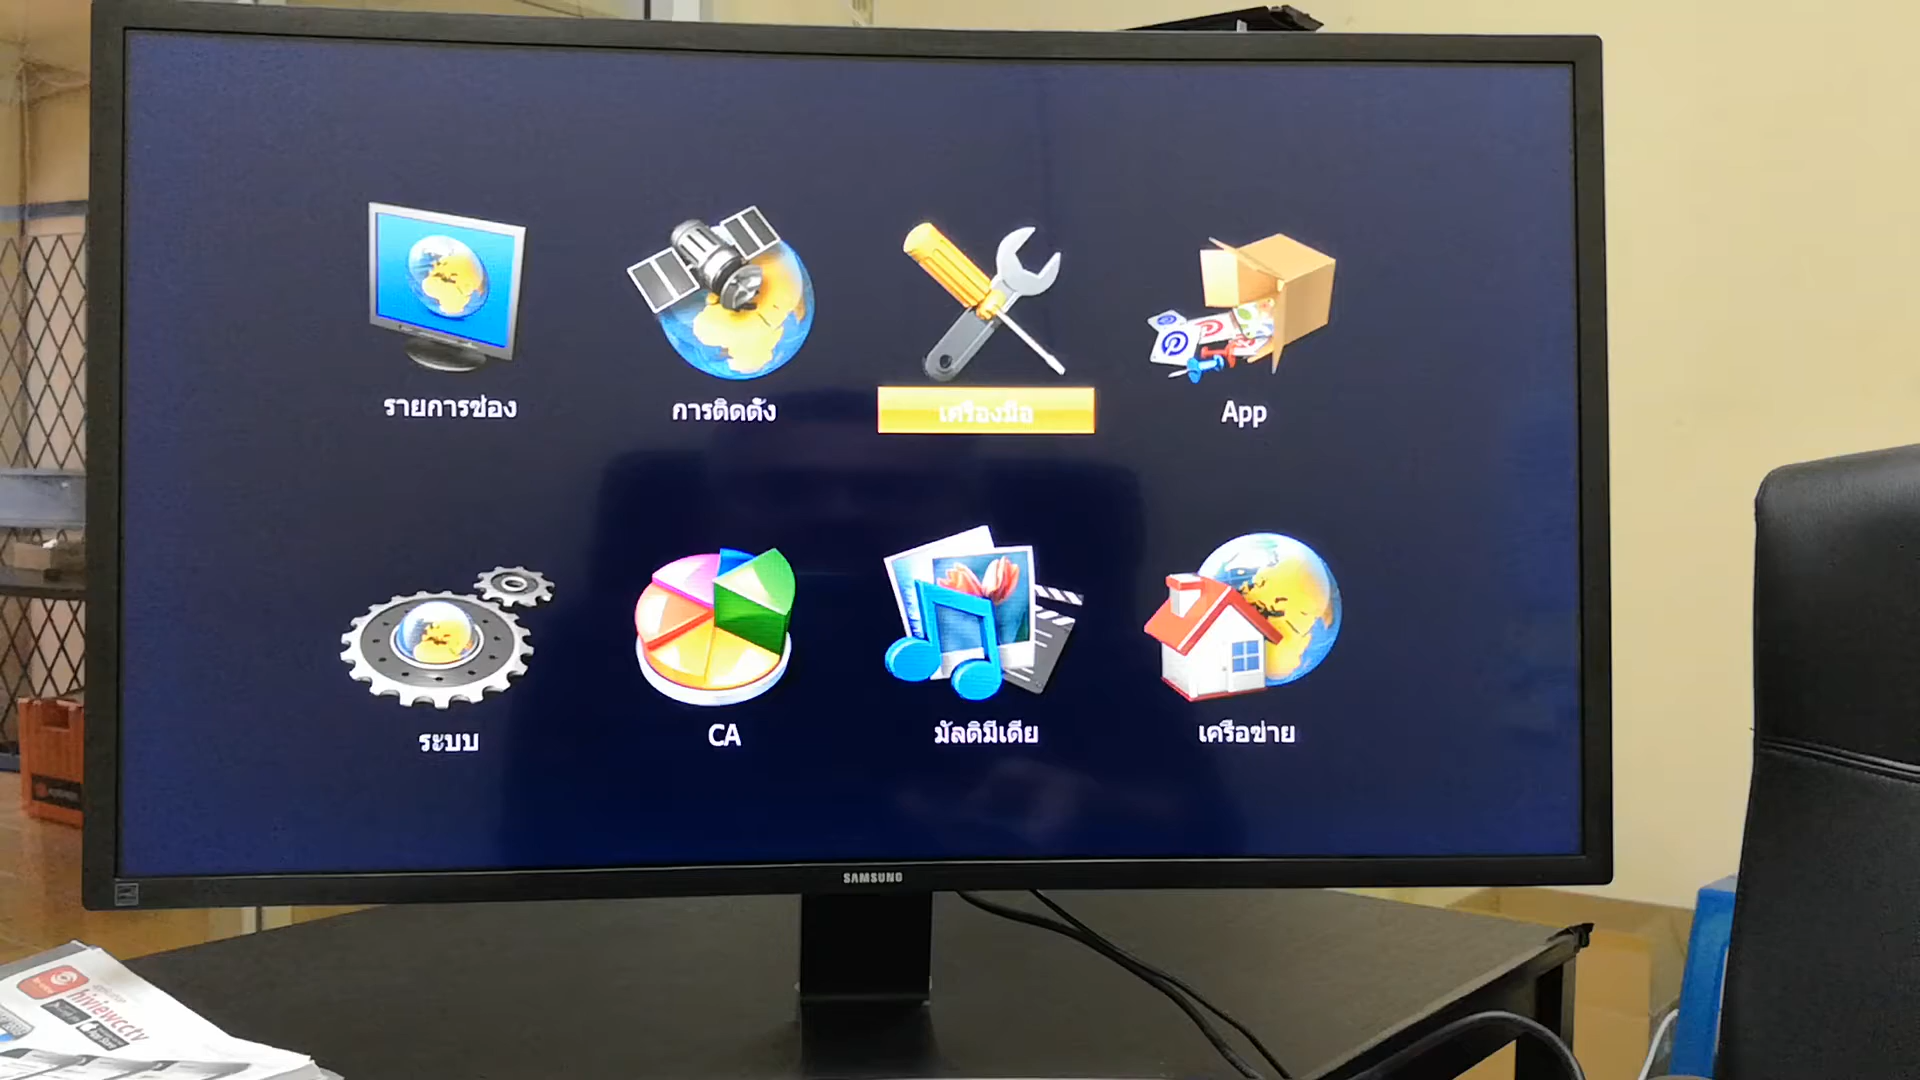 รายการช่อง
การติดตั้ง
เครื่องมือ
App
ระบบ
CA
มัลติมีเดีย
เครือข่าย
SAMSUNG
hiviewcctv